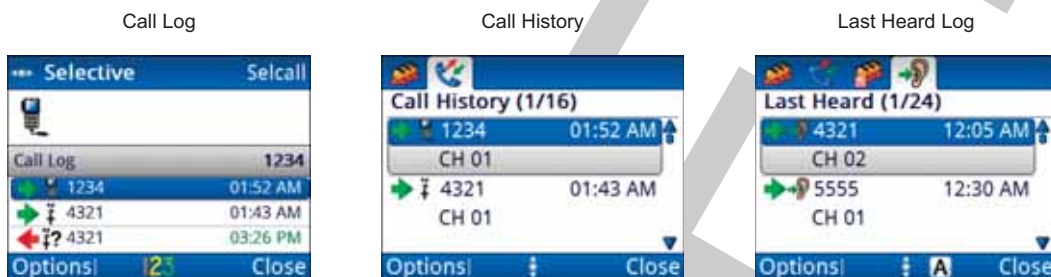 Call Log
Call History
Last Heard Log
Selective Selcall
Call Log 1234
1234 01:52 AM
4321 01:43 AM
? 4321 03:26 PM
Options 123 Close
Call History (1/16)
1234 01:52 AM
CH 01
4321 01:43 AM
CH 01
Options Close
Last Heard (1/24)
4321 12:05 AM
CH 02
5555 12:30 AM
CH 01
Options A Close